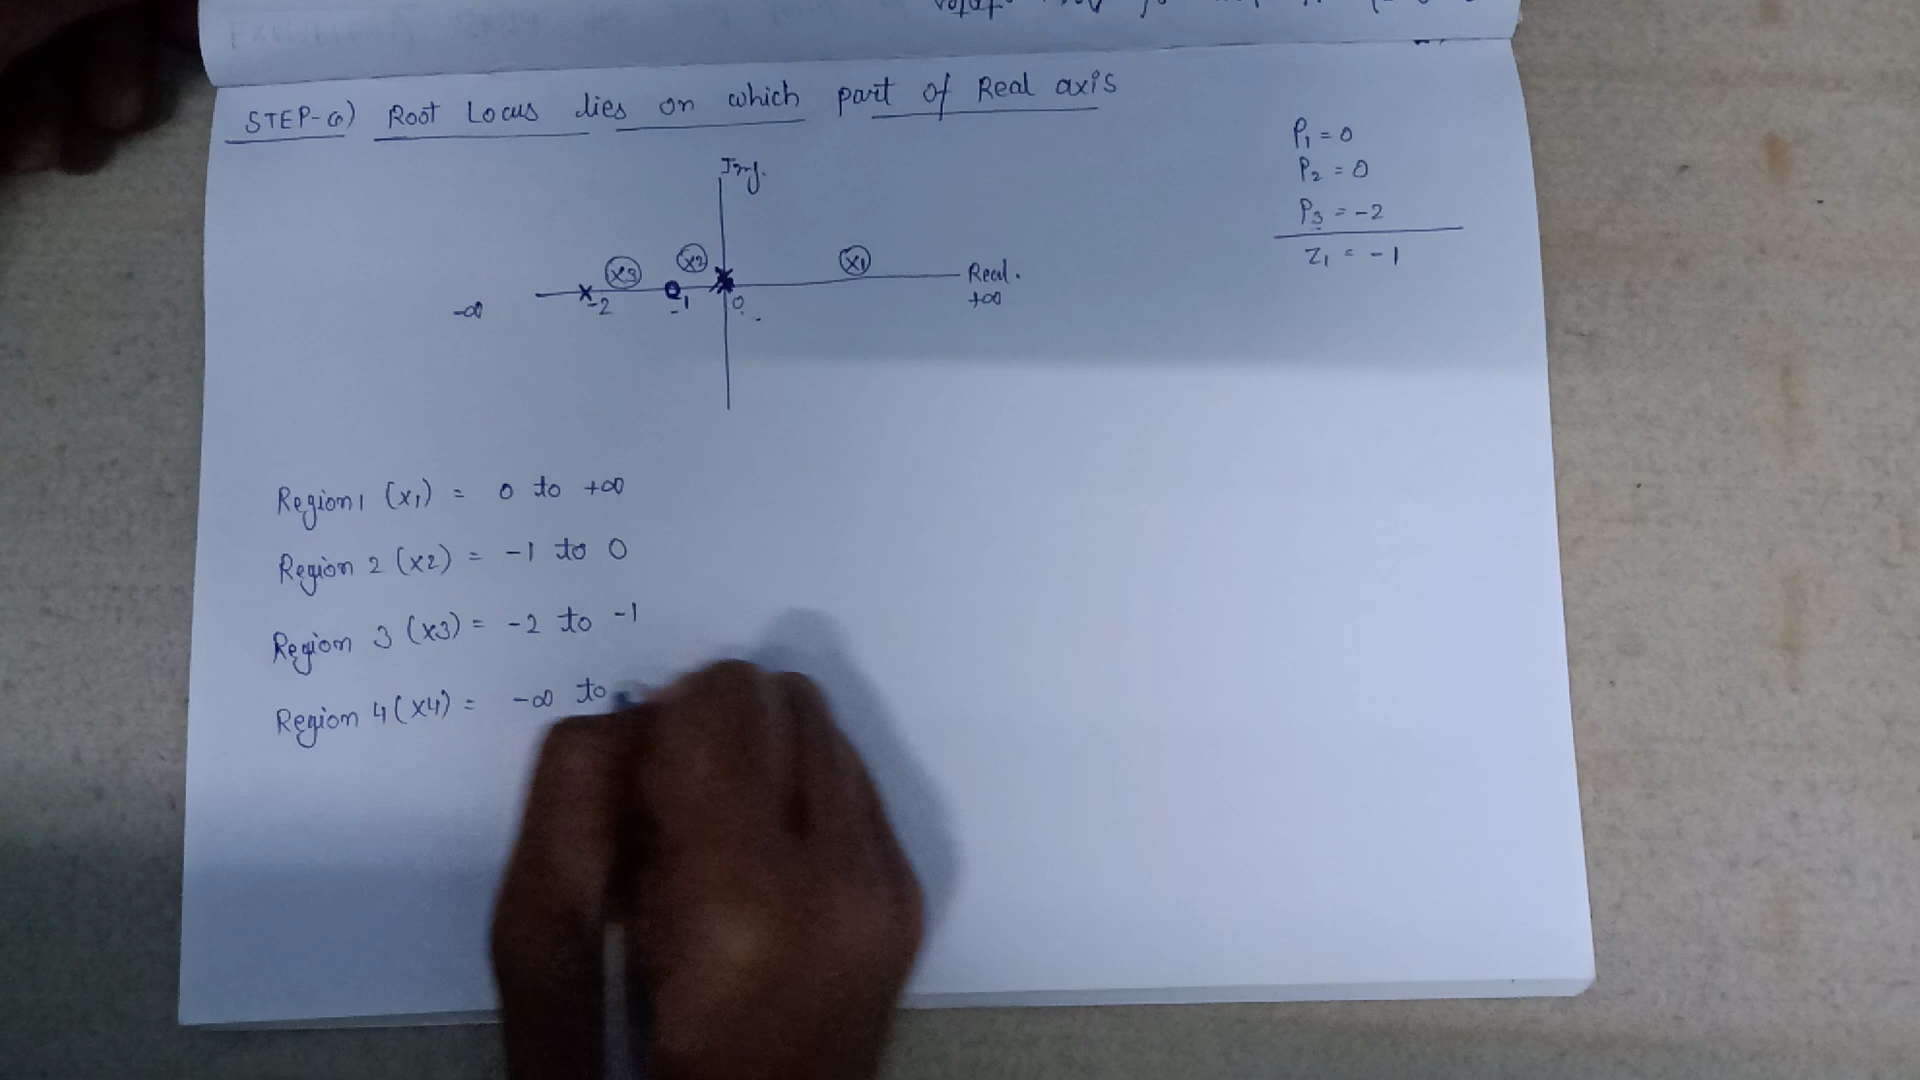 STEP-6) Root Locus lies on which part of Real axis
P1 = 0
P2 = 0
P3 = -2
Z1 = -1
Img.
x3 x2 x1
Real.
-∞ -2 -1 0 +∞
Region 1 (x1) = 0 to +∞
Region 2 (x2) = -1 to 0
Region 3 (x3) = -2 to -1
Region 4 (x4) = -∞ to